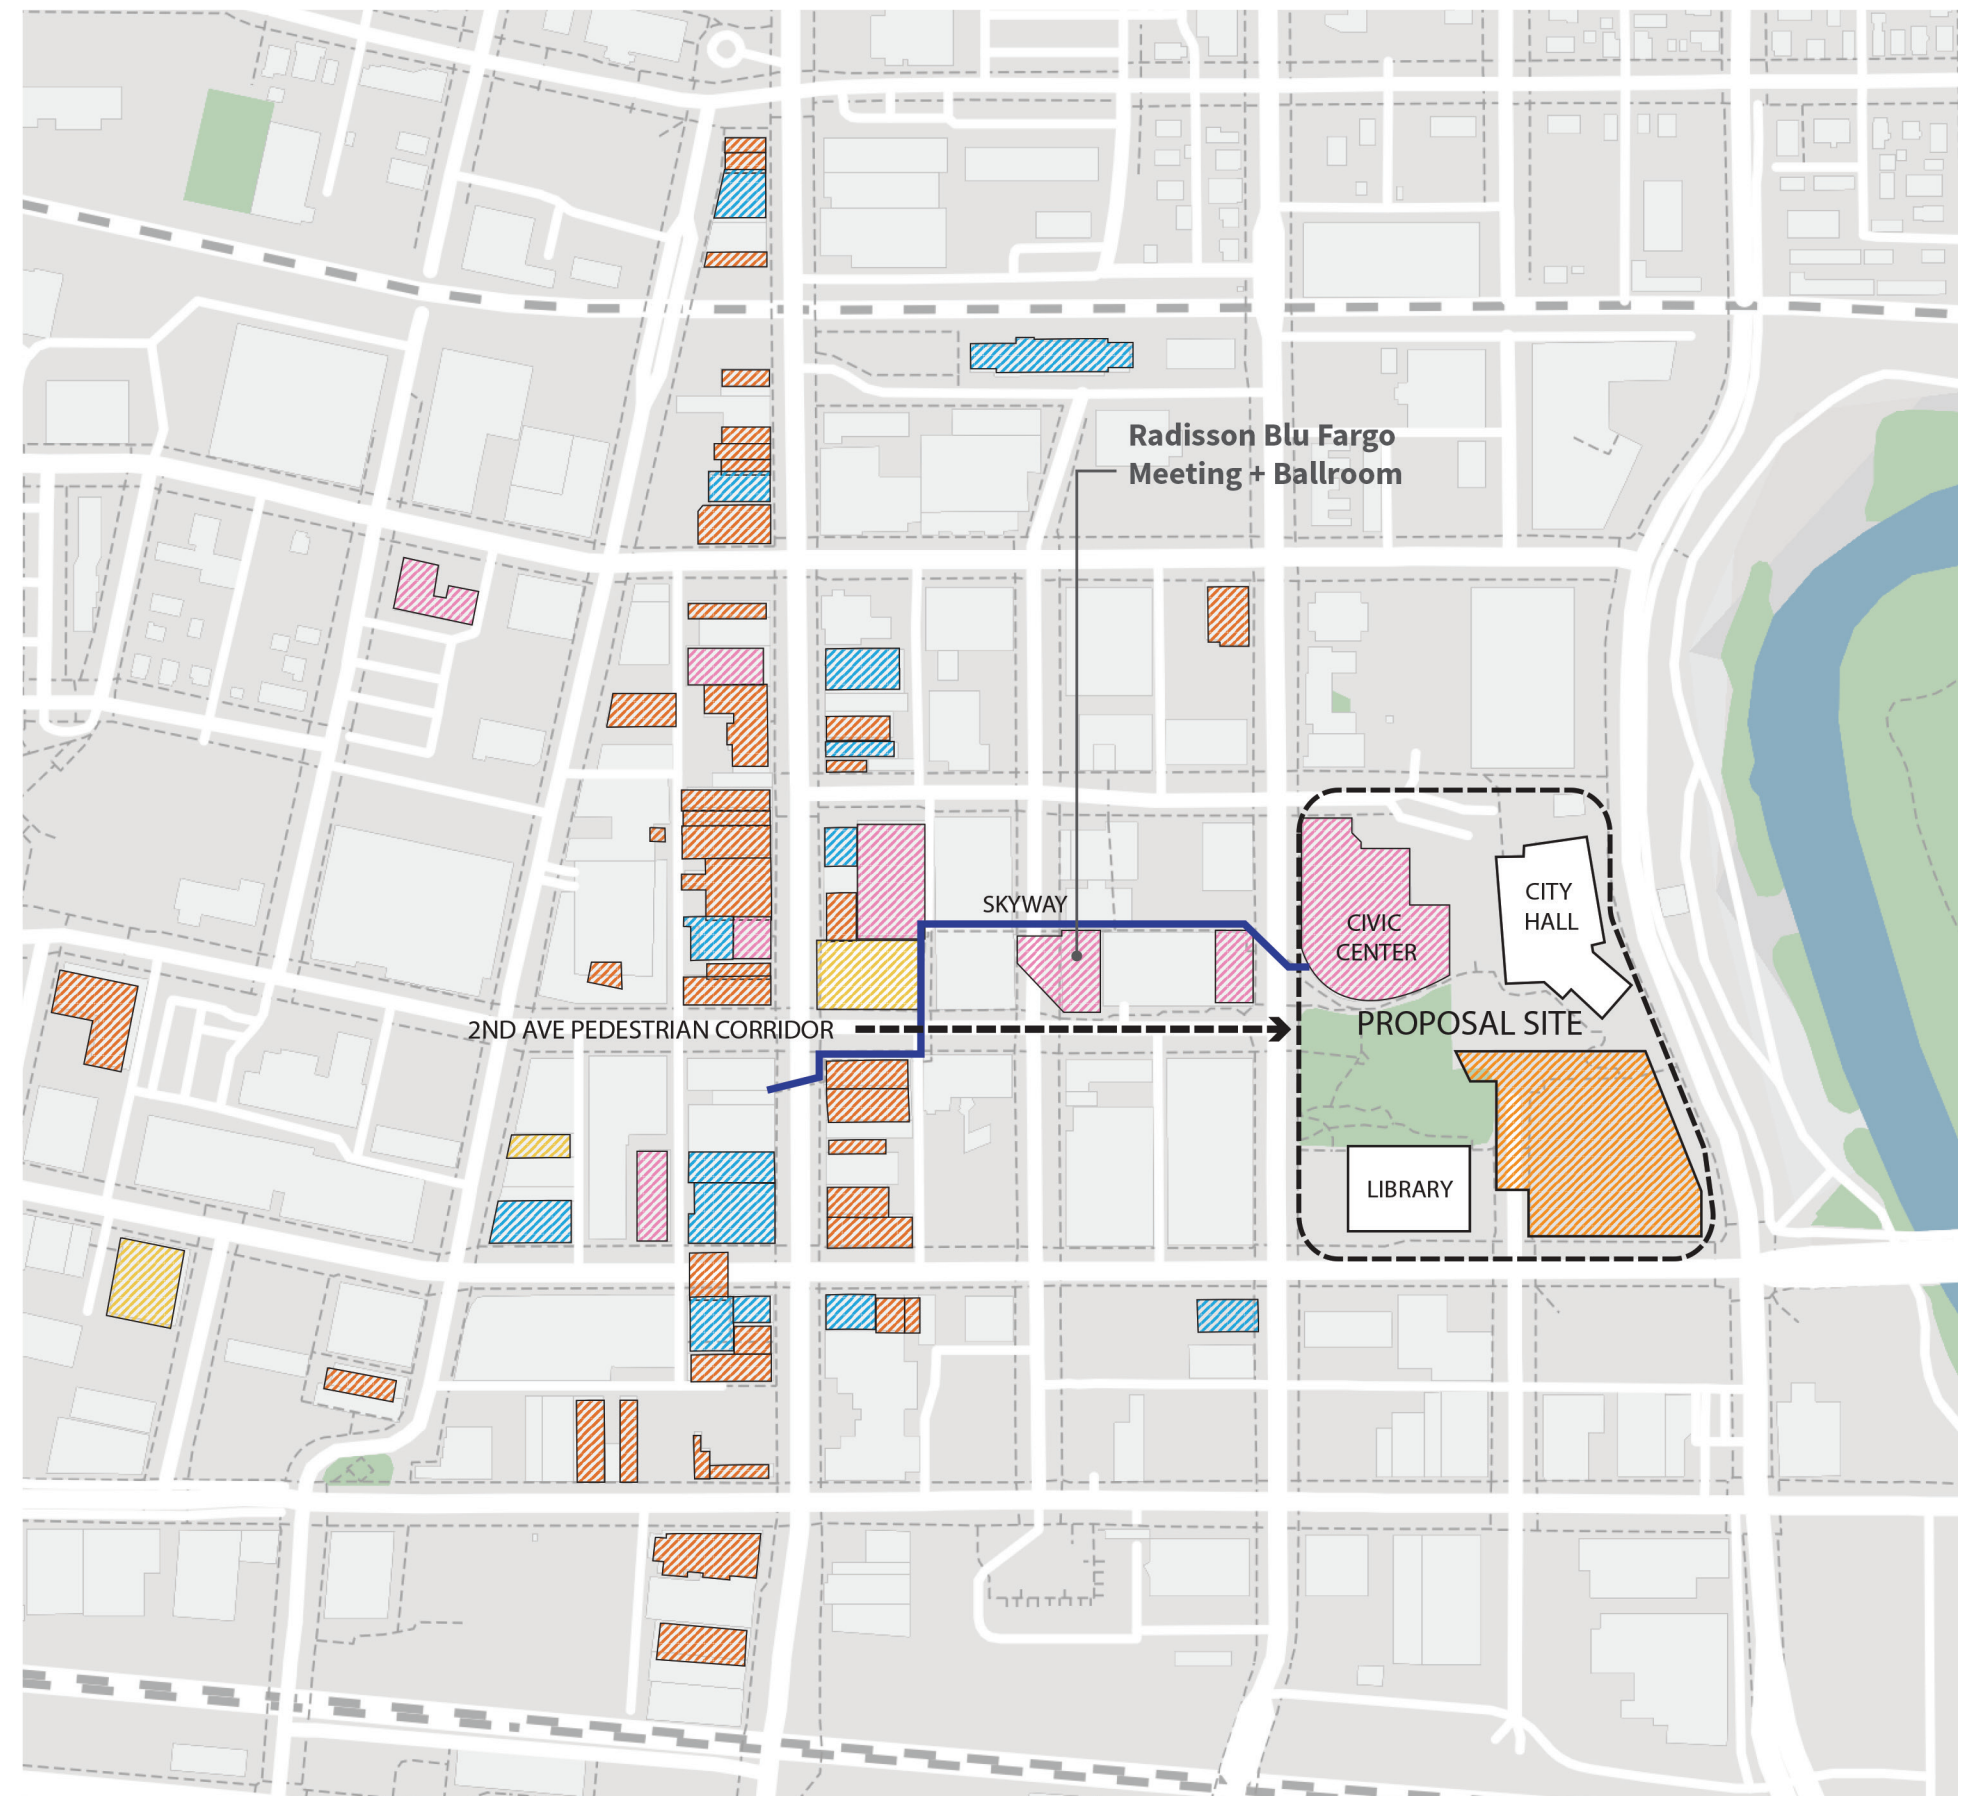 Radisson Blu Fargo
Meeting + Ballroom
SKYWAY
CITY
HALL
CIVIC
CENTER
2ND AVE PEDESTRIAN CORRIDOR
PROPOSAL SITE
LIBRARY